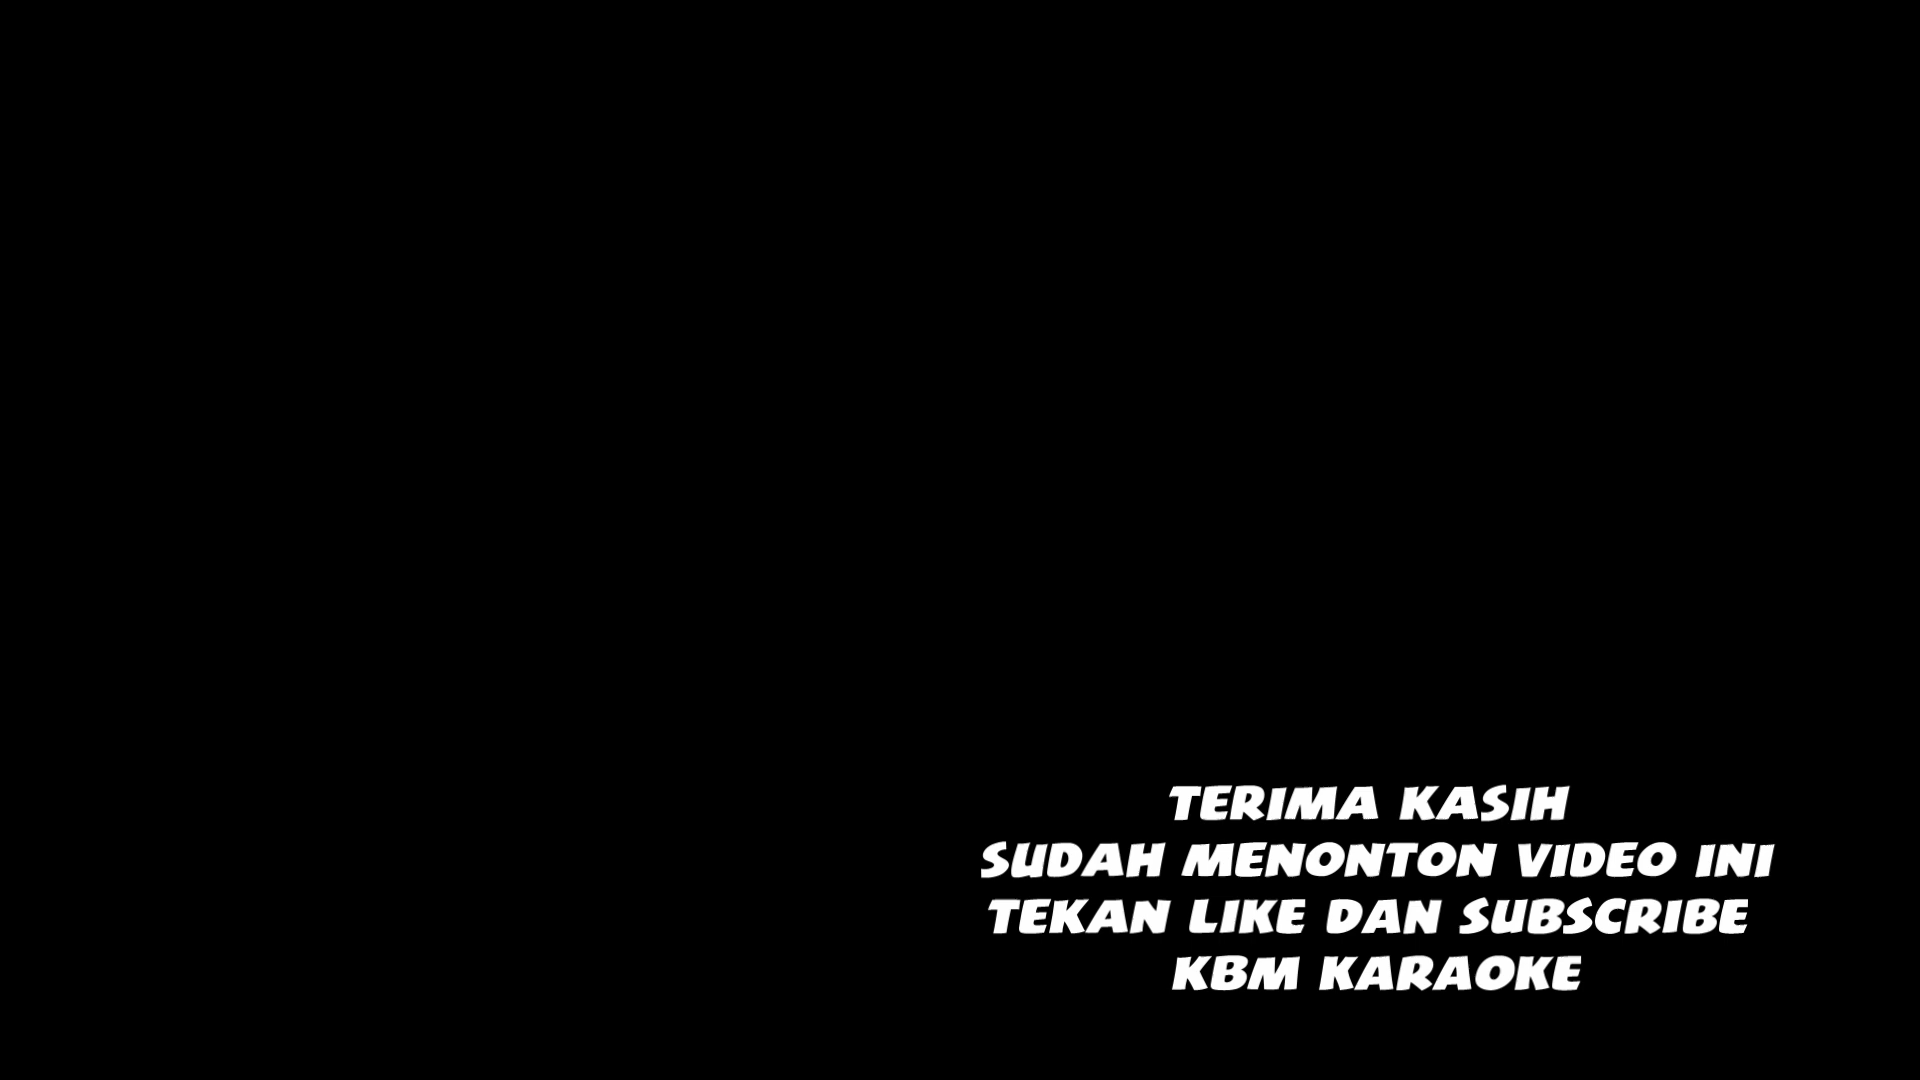 TERIMA KASIH
SUDAH MENONTON VIDEO INI
TEKAN LIKE DAN SUBSCRIBE
KBM KARAOKE